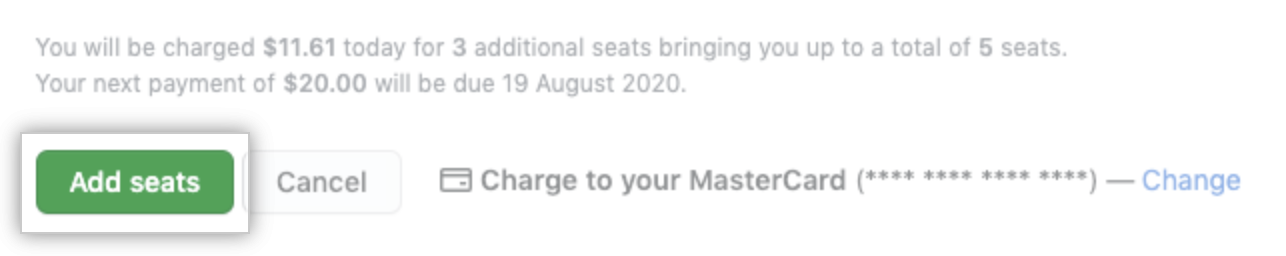 You will be charged $11.61 today for 3 additional seats bringing you up to a total of 5 seats.
Your next payment of $20.00 will be due 19 August 2020.
Add seats Cancel Charge to your MasterCard (**** **** **** ****) — Change